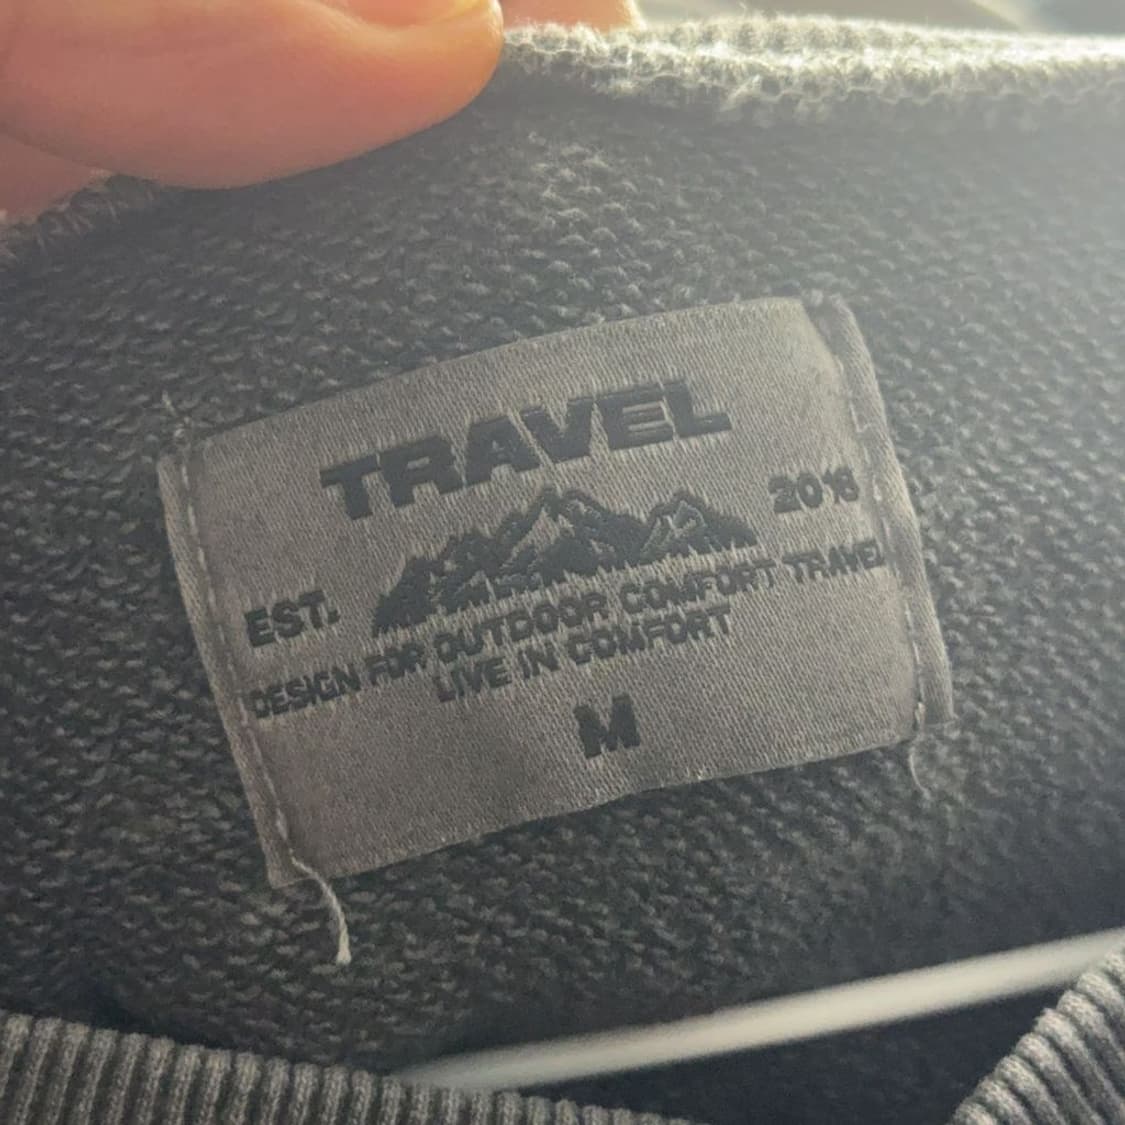 TRAVEL
EST. 2018
DESIGN FOR OUTDOOR COMFORT TRAVEL
LIVE IN COMFORT
M